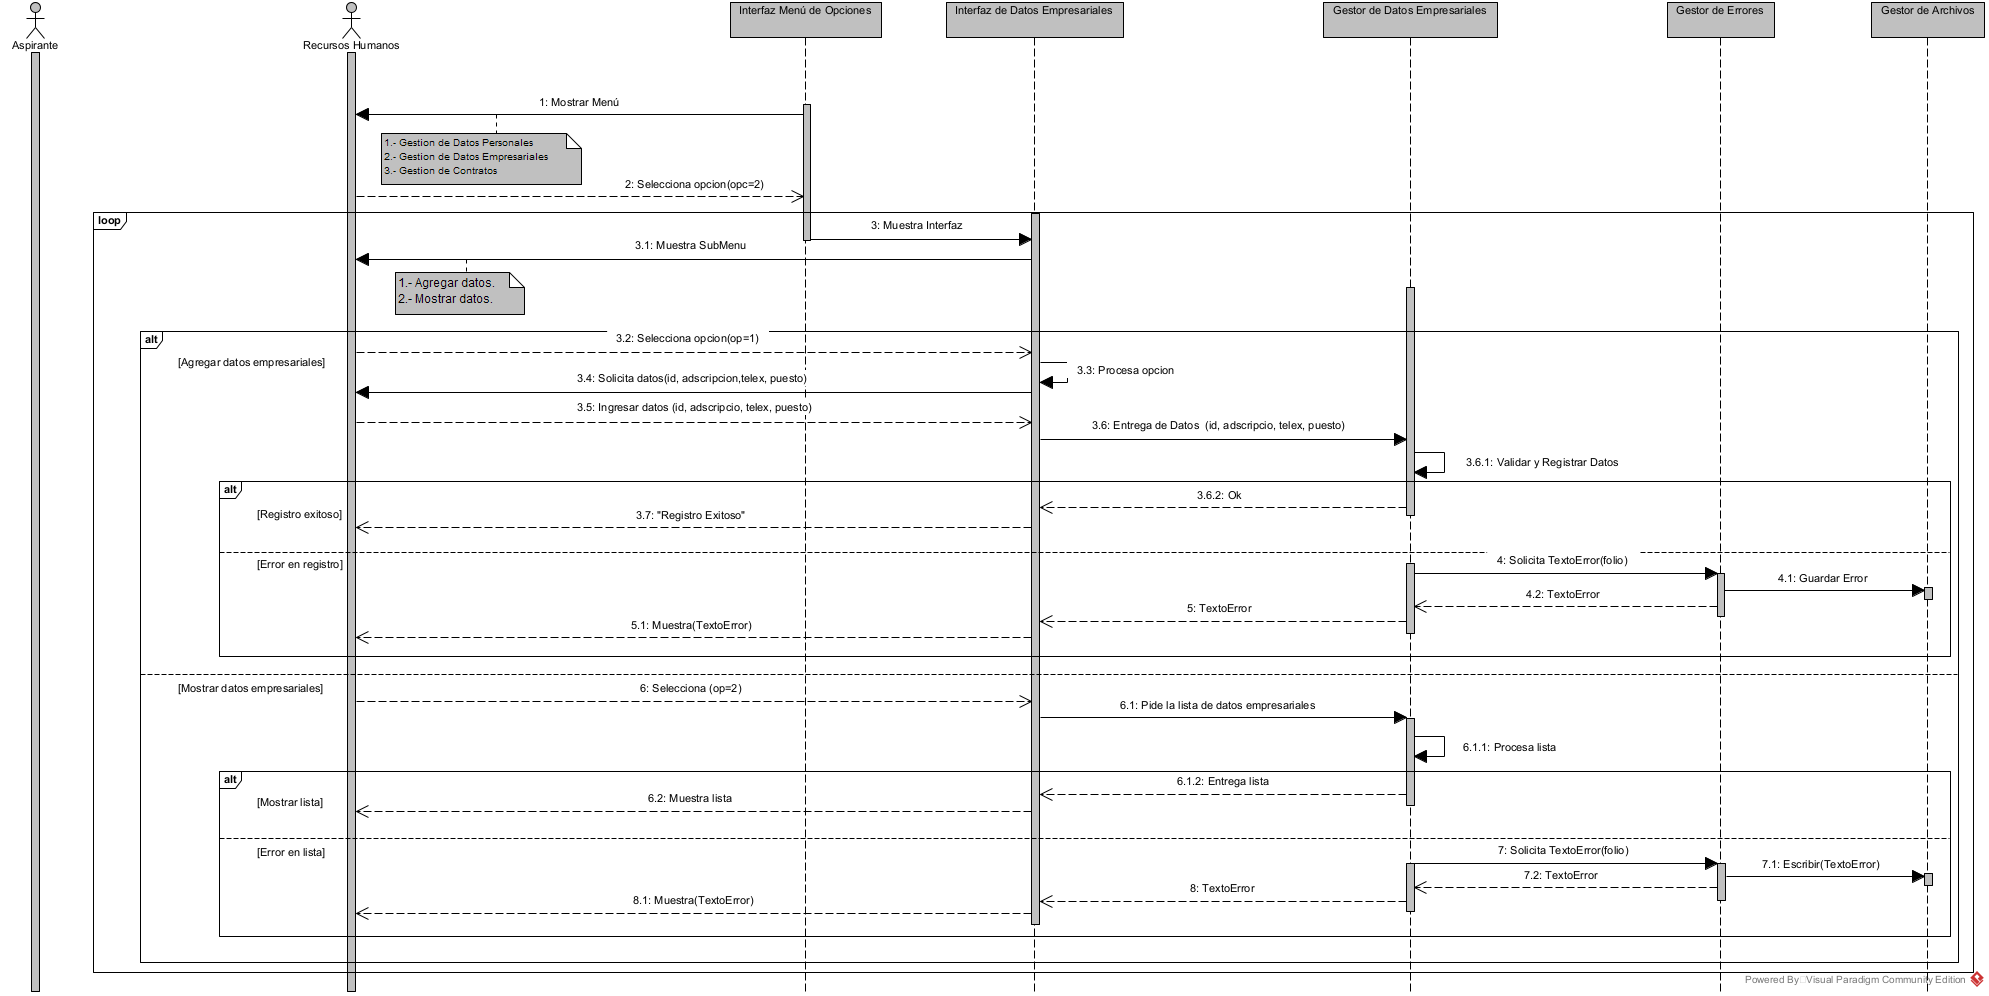 Aspirante
Recursos Humanos
Interfaz Menú de Opciones
Interfaz de Datos Empresariales
Gestor de Datos Empresariales
Gestor de Errores
Gestor de Archivos
1: Mostrar Menú
1.- Gestion de Datos Personales
2.- Gestion de Datos Empresariales
3.- Gestion de Contratos
2: Selecciona opcion(opc=2)
loop
3: Muestra Interfaz
3.1: Muestra SubMenu
1.- Agregar datos.
2.- Mostrar datos.
alt
3.2: Selecciona opcion(op=1)
[Agregar datos empresariales]
3.3: Procesa opcion
3.4: Solicita datos(id, adscripcion,telex, puesto)
3.5: Ingresar datos (id, adscripcio, telex, puesto)
3.6: Entrega de Datos  (id, adscripcio, telex, puesto)
3.6.1: Validar y Registrar Datos
alt
3.6.2: Ok
[Registro exitoso]
3.7: "Registro Exitoso"
[Error en registro]
4: Solicita TextoError(folio)
4.1: Guardar Error
4.2: TextoError
5: TextoError
5.1: Muestra(TextoError)
[Mostrar datos empresariales]
6: Selecciona (op=2)
6.1: Pide la lista de datos empresariales
6.1.1: Procesa lista
alt
6.1.2: Entrega lista
[Mostrar lista]
6.2: Muestra lista
[Error en lista]
7: Solicita TextoError(folio)
7.1: Escribir(TextoError)
7.2: TextoError
8: TextoError
8.1: Muestra(TextoError)
Powered By Visual Paradigm Community Edition